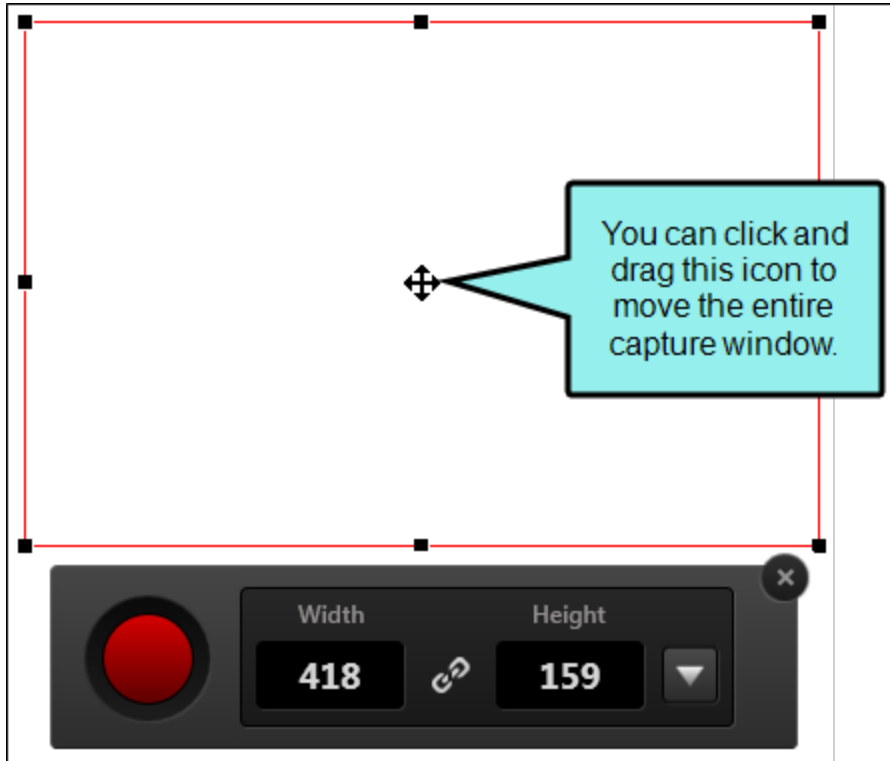 You can click and
drag this icon to
move the entire
capture window.
Width Height
418 159